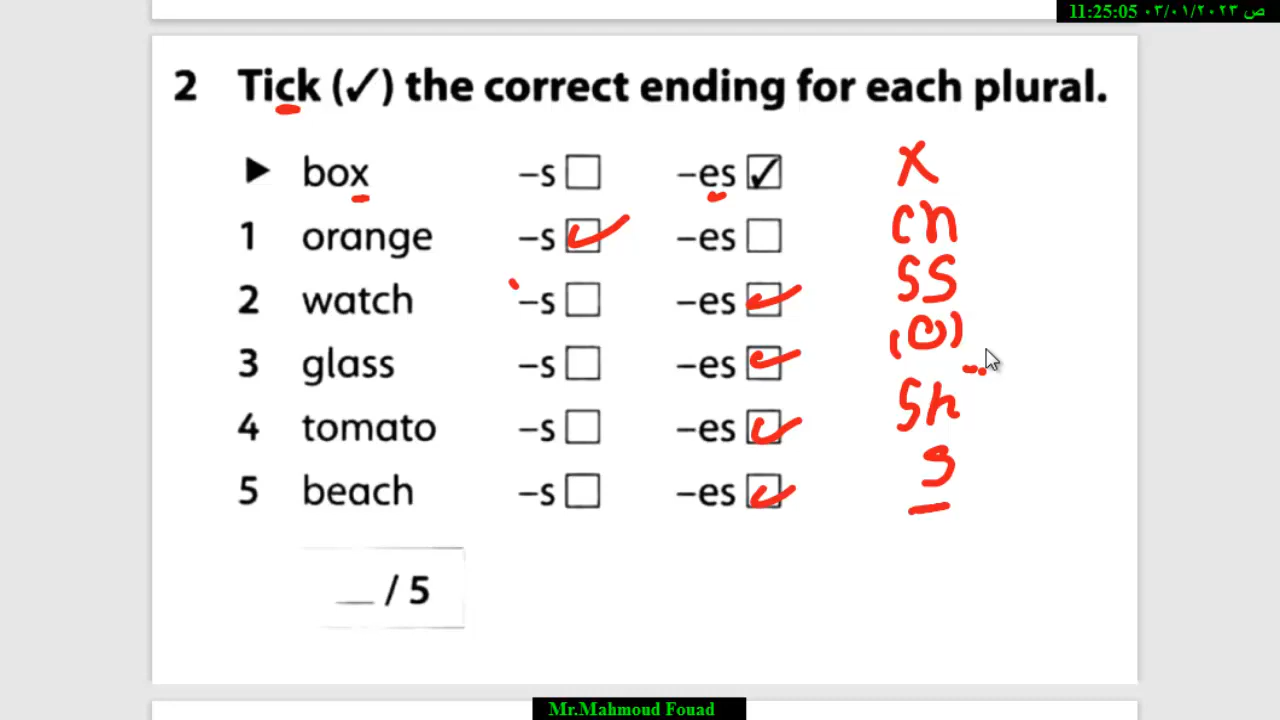 11:25:05 ٠٣/٠١/٢٠٢٣ ص
2 Tick (✓) the correct ending for each plural.
▶ box -s ☐ -es ☑ x
1 orange -s ☑ -es ☐ ch
2 watch -s ☐ -es ☑ ss
3 glass -s ☐ -es ☑ (o)
4 tomato -s ☐ -es ☑ sh
5 beach -s ☐ -es ☑ s
__ / 5
Mr.Mahmoud Fouad